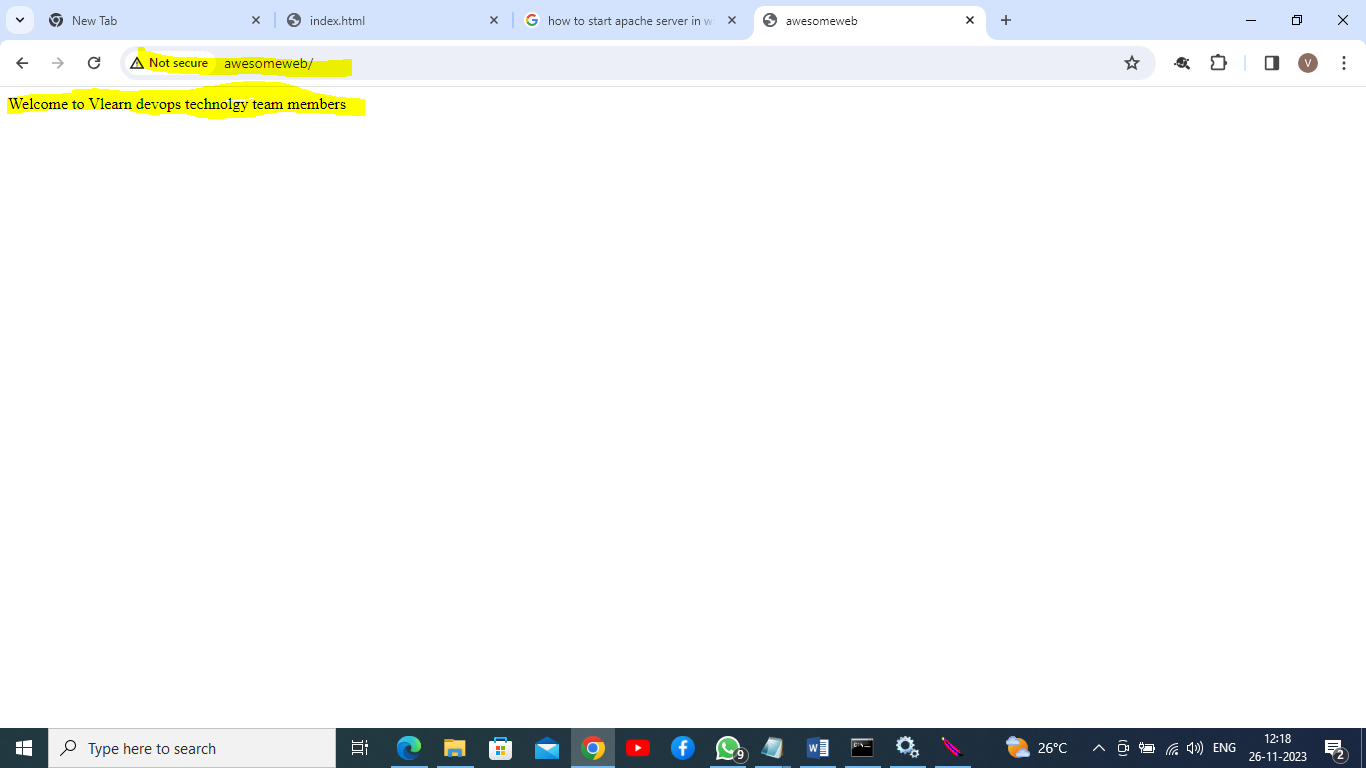 New Tab
index.html
how to start apache server in w
awesomeweb
Not secure
awesomeweb/
V
Welcome to Vlearn devops technolgy team members
Type here to search
9
26°C
ENG
12:18
26-11-2023
2